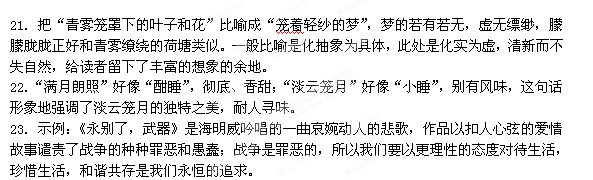 21. 把“青雾笼罩下的叶子和花”比喻成“笼着轻纱的梦”，梦的若有若无，虚无缥缈，朦
朦胧胧正好和青雾缭绕的荷塘类似。一般比喻是化抽象为具体，此处是化实为虚，清新而不
失自然，给读者留下了丰富的想象的余地。
22.“满月朗照”好像“酣睡”，彻底、香甜；“淡云笼月”好像“小睡”，别有风味，这句话
形象地强调了淡云笼月的独特之美，耐人寻味。
23. 示例：《永别了，武器》是海明威吟唱的一曲哀婉动人的悲歌，作品以扣人心弦的爱情
故事谴责了战争的种种罪恶和愚蠢；战争是罪恶的，所以我们要以更理性的态度对待生活，
珍惜生活，和谐共存是我们永恒的追求。